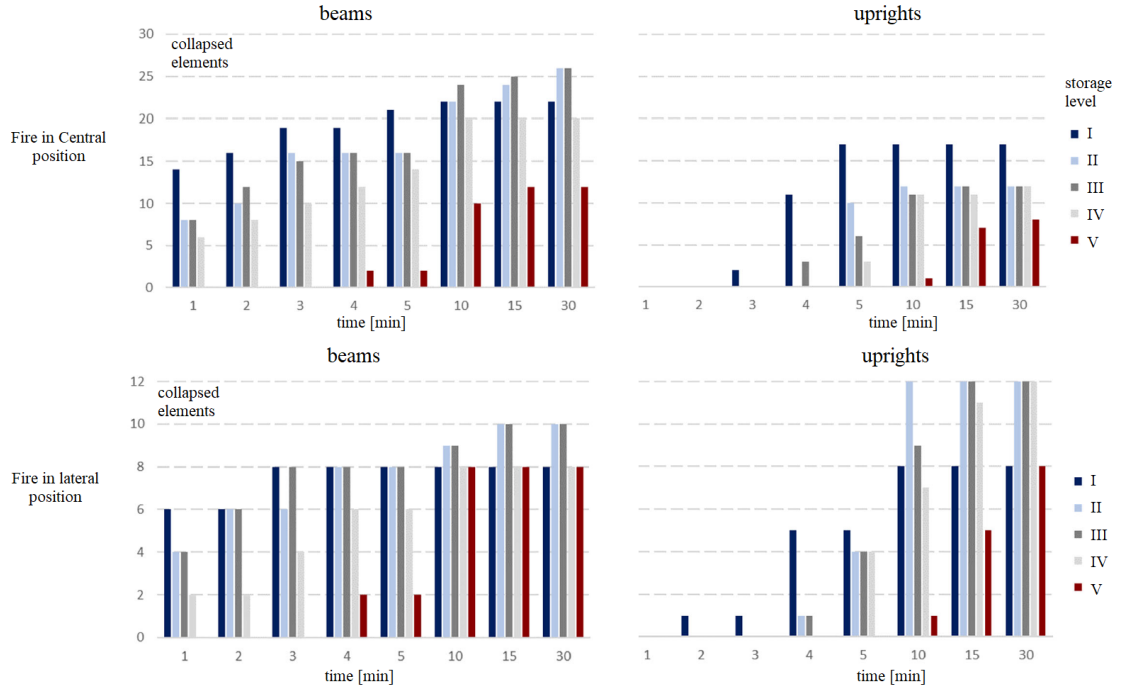 beams
uprights
30
25
20
15
10
5
0
collapsed
elements
Fire in Central
position
storage
level
I
II
III
IV
V
1 2 3 4 5 10 15 30
1 2 3 4 5 10 15 30
time [min]
time [min]
beams
uprights
12
10
8
6
4
2
0
collapsed
elements
Fire in lateral
position
I
II
III
IV
V
1 2 3 4 5 10 15 30
1 2 3 4 5 10 15 30
time [min]
time [min]